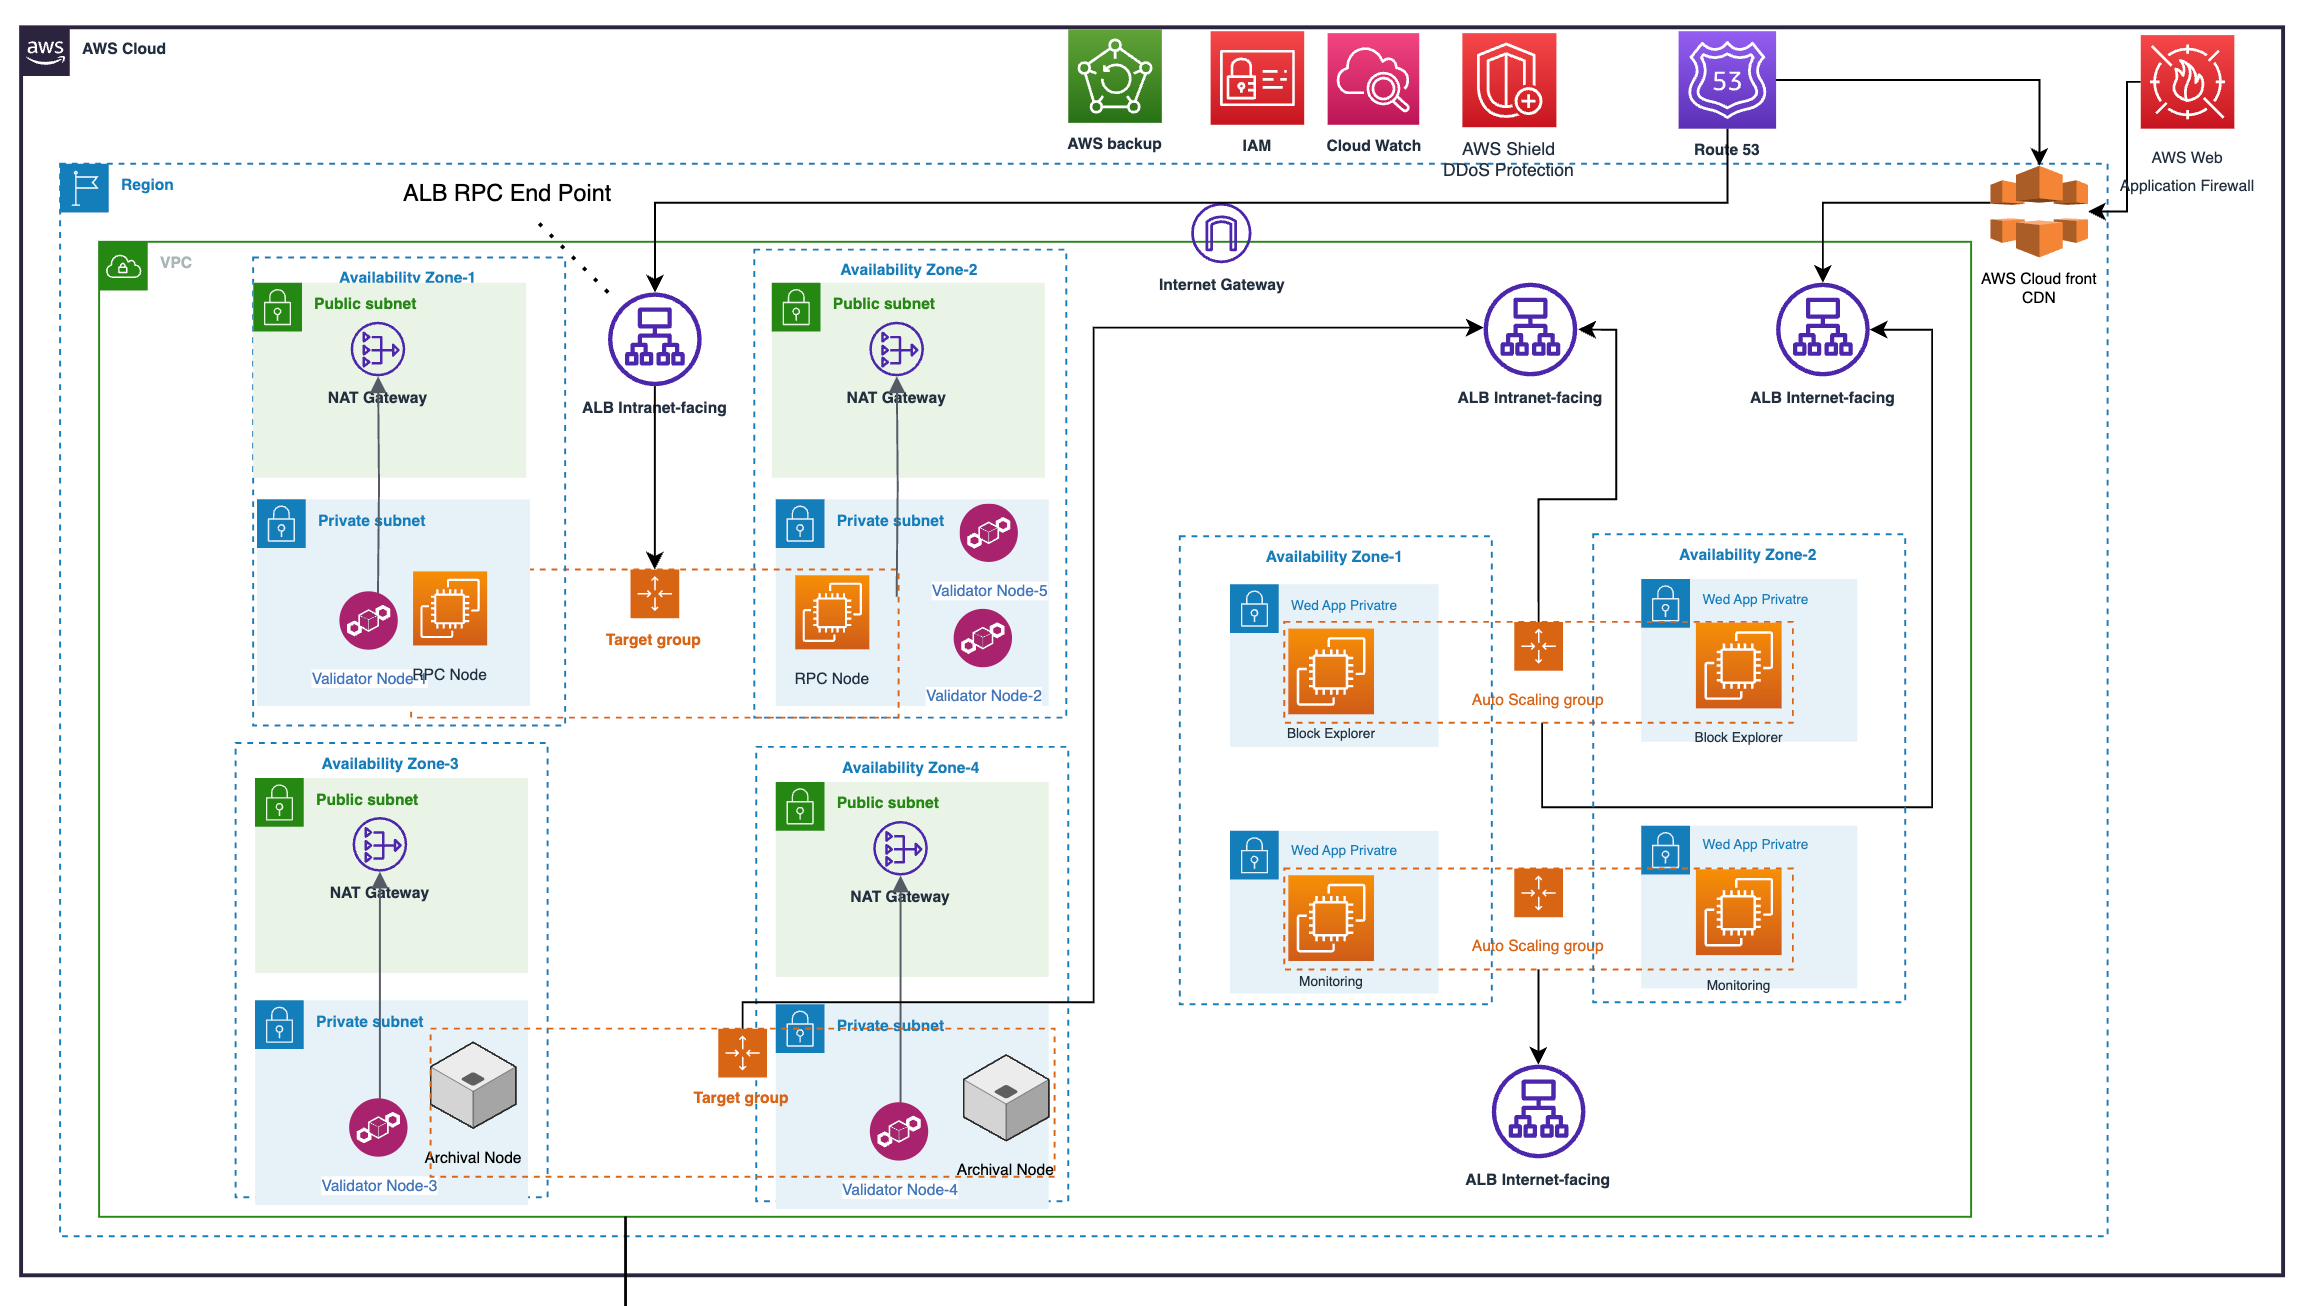 aws
AWS Cloud
AWS backup
IAM
Cloud Watch
AWS Shield
DDoS Protection
53
Route 53
AWS Web
Application Firewall
Region
ALB RPC End Point
VPC
Internet Gateway
AWS Cloud front
CDN
Availability Zone-1
Public subnet
NAT Gateway
Private subnet
Validator Node-1
RPC Node
ALB Intranet-facing
Target group
Availability Zone-2
Public subnet
NAT Gateway
Private subnet
Validator Node-5
RPC Node
Validator Node-2
ALB Intranet-facing
ALB Internet-facing
Availability Zone-1
Wed App Privatre
Block Explorer
Auto Scaling group
Availability Zone-2
Wed App Privatre
Block Explorer
Wed App Privatre
Monitoring
Auto Scaling group
Wed App Privatre
Monitoring
ALB Internet-facing
Availability Zone-3
Public subnet
NAT Gateway
Private subnet
Archival Node
Validator Node-3
Target group
Availability Zone-4
Public subnet
NAT Gateway
Private subnet
Archival Node
Validator Node-4